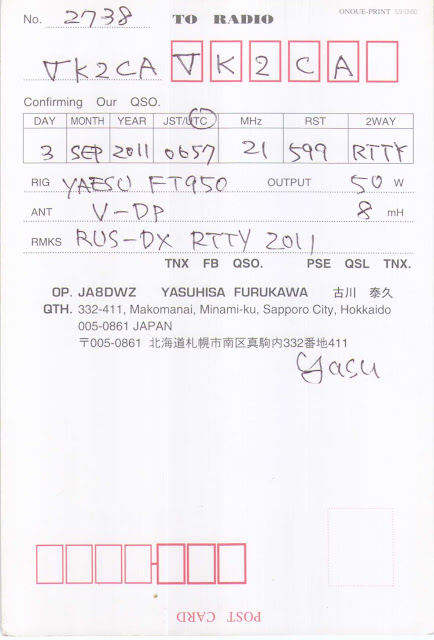 No. 2738 TO RADIO ONOUE-PRINT
VK2CA VK2CA
Confirming Our QSO.
DAY MONTH YEAR JST/UTC MHz RST 2WAY
3 SEP 2011 0657 21 599 RTTY
RIG YAESU FT950 OUTPUT 50 W
ANT V-DP 8 mH
RMKS RUS-DX RTTY 2011
TNX FB QSO. PSE QSL TNX.
OP. JA8DWZ YASUHISA FURUKAWA 古川 泰久
QTH. 332-411, Makomanai, Minami-ku, Sapporo City, Hokkaido
005-0861 JAPAN
〒005-0861 北海道札幌市南区真駒内332番地411
Yasu
POST CARD